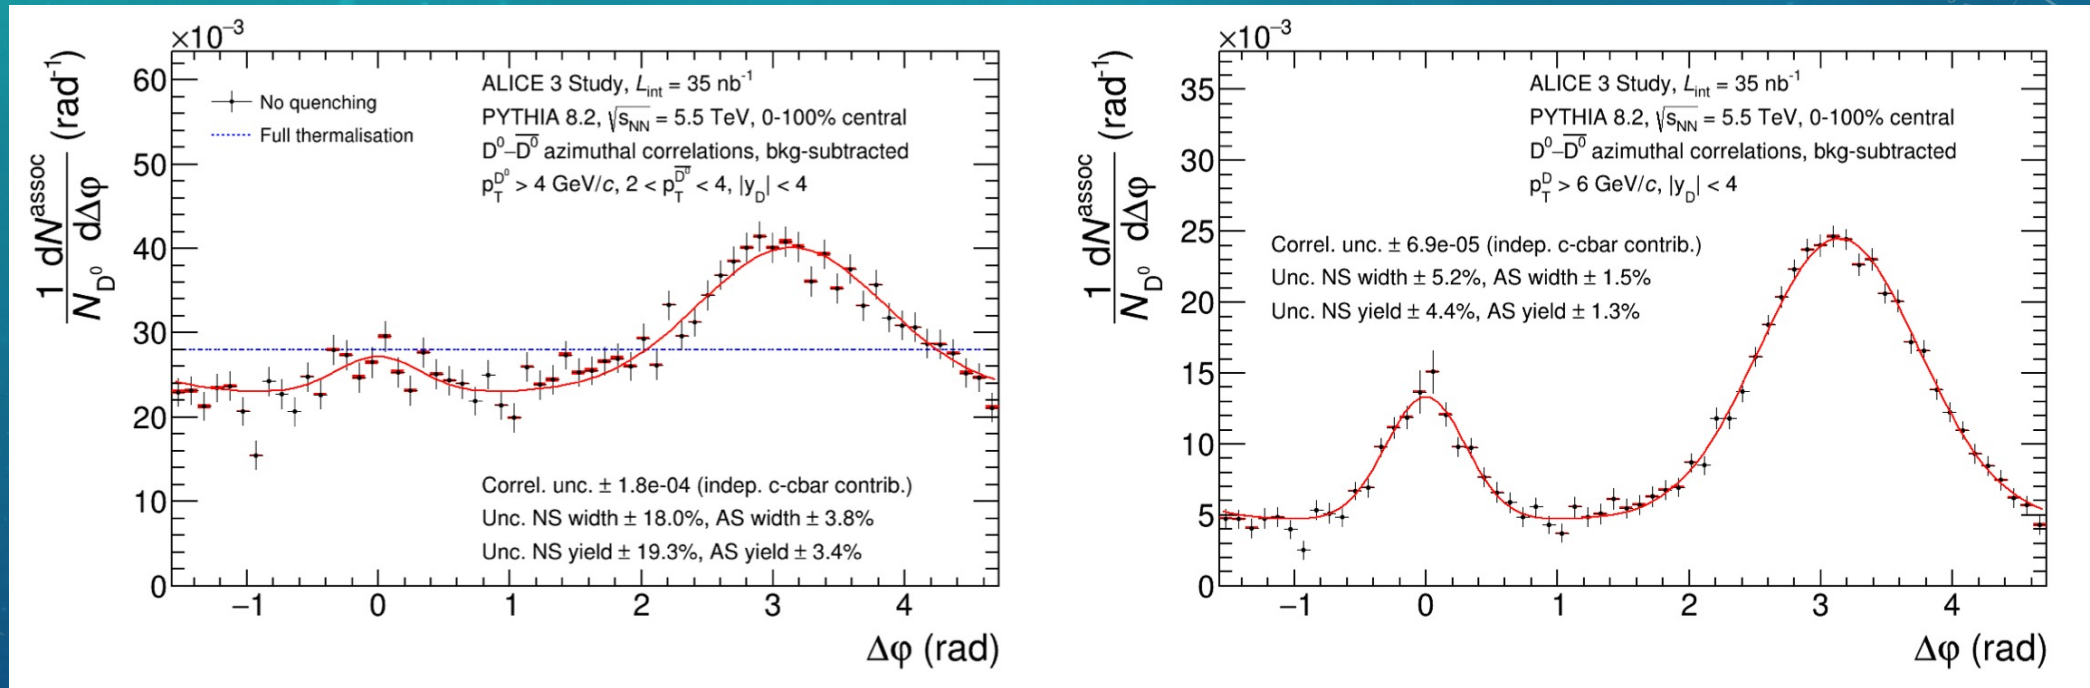 ×10⁻³
1/N_D⁰ dN^assoc/dΔφ (rad⁻¹)
60
50
40
30
20
10
0
No quenching
Full thermalisation
ALICE 3 Study, L_int = 35 nb⁻¹
PYTHIA 8.2, √s_NN = 5.5 TeV, 0-100% central
D⁰–D̅⁰ azimuthal correlations, bkg-subtracted
p_T^D⁰ > 4 GeV/c, 2 < p_T^D̅⁰ < 4, |y_D| < 4
Correl. unc. ± 1.8e-04 (indep. c-cbar contrib.)
Unc. NS width ± 18.0%, AS width ± 3.8%
Unc. NS yield ± 19.3%, AS yield ± 3.4%
−1 0 1 2 3 4
Δφ (rad)
×10⁻³
1/N_D⁰ dN^assoc/dΔφ (rad⁻¹)
35
30
25
20
15
10
5
0
ALICE 3 Study, L_int = 35 nb⁻¹
PYTHIA 8.2, √s_NN = 5.5 TeV, 0-100% central
D⁰–D̅⁰ azimuthal correlations, bkg-subtracted
p_T^D > 6 GeV/c, |y_D| < 4
Correl. unc. ± 6.9e-05 (indep. c-cbar contrib.)
Unc. NS width ± 5.2%, AS width ± 1.5%
Unc. NS yield ± 4.4%, AS yield ± 1.3%
−1 0 1 2 3 4
Δφ (rad)